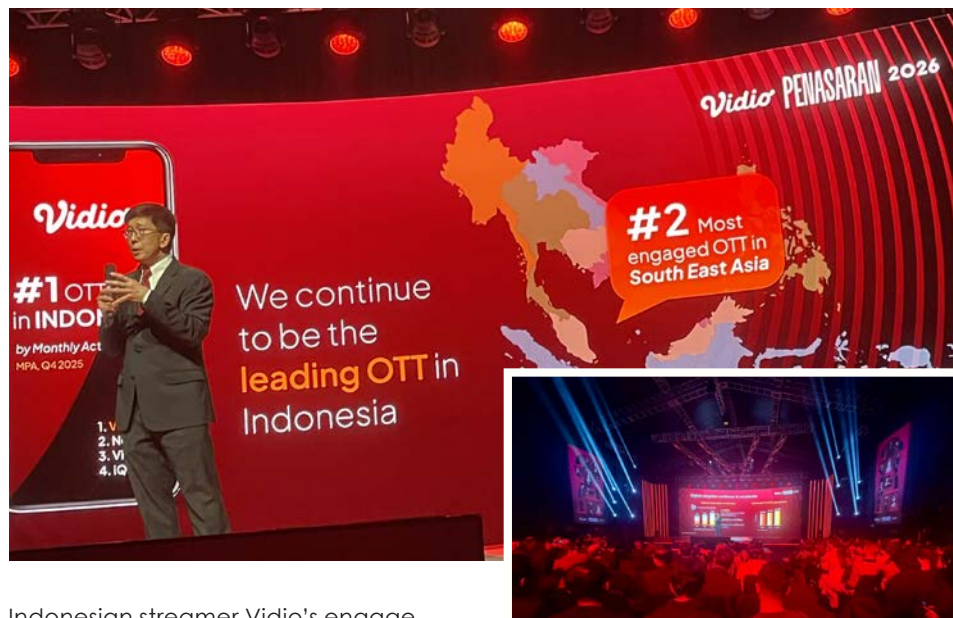 Vidio PENASARAN 2026
Vidio
#1 OTT
in INDON
by Monthly Act
MPA, Q4 2025
1. V
2. N
3. Vi
4. iQ
We continue
to be the
leading OTT in
Indonesia
#2 Most
engaged OTT in
South East Asia
Indonesian streamer Vidio's engage